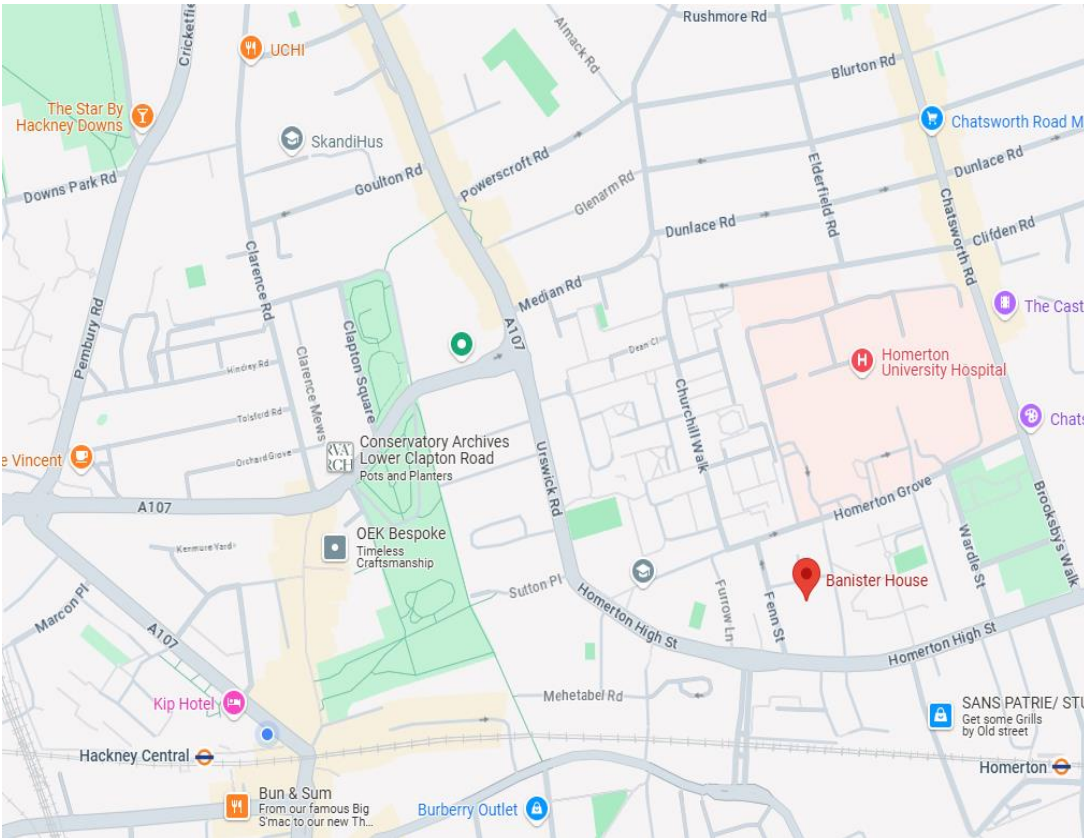 Rushmore Rd
Cricketfie
Almack Rd
UCHI
Blurton Rd
The Star By
Hackney Downs
Chatsworth Road M
SkandiHus
Dunlace Rd
Downs Park Rd
Goulton Rd
Powerscroft Rd
Elderfield Rd
Glenarm Rd
Chatsworth Rd
Dunlace Rd
Clifden Rd
Clarence Rd
Median Rd
The Cast
A107
Pembury Rd
Clapton Square
Dean Cl
Homerton
University Hospital
Hindrey Rd
Clarence Mews
Churchill Walk
Chats
Tolsford Rd
Conservatory Archives
Lower Clapton Road
Pots and Planters
RVA
RCH
e Vincent
Orchard Grove
Urswick Rd
A107
Homerton Grove
Brooksby's Walk
OEK Bespoke
Timeless
Craftsmanship
Kenmure Yard
Wardle St
Sutton Pl
Banister House
Marcon Pl
Furrow Ln
Fenn St
Homerton High St
A107
Homerton High St
Mehetabel Rd
Kip Hotel
SANS PATRIE/ STU
Get some Grills
by Old street
Hackney Central
Homerton
Bun & Sum
From our famous Big
S'mac to our new Th...
Burberry Outlet